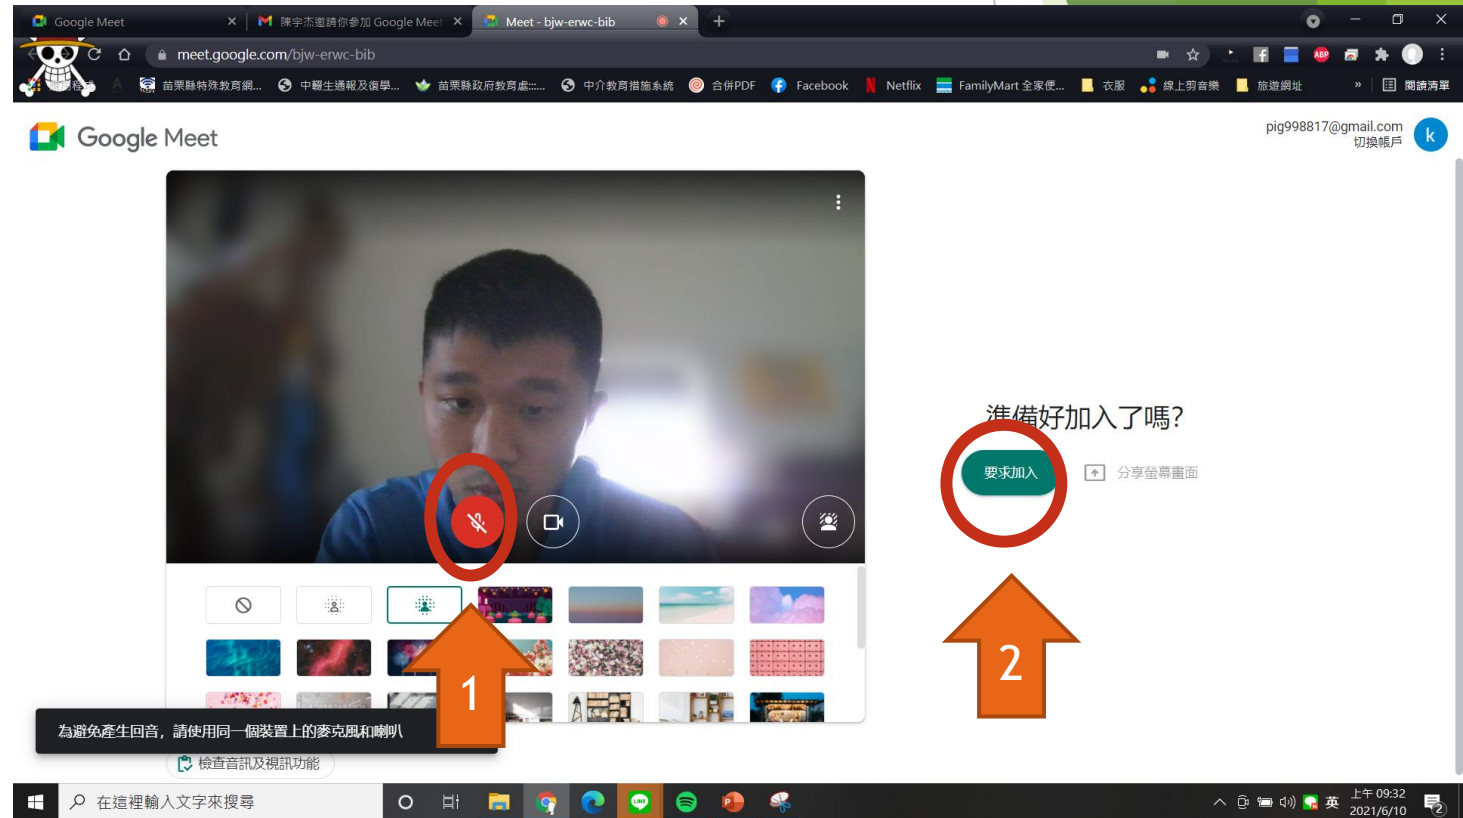 Google Meet
陳宇杰邀請你參加 Google Meet
Meet - bjw-erwc-bib
meet.google.com/bjw-erwc-bib
ABP
苗栗縣特殊教育網...
中輟生通報及復學...
苗栗縣政府教育處:::...
中介教育措施系統
合併PDF
Facebook
Netflix
FamilyMart 全家便...
衣服
線上剪音樂
旅遊網址
»
閱讀清單
Google Meet
pig998817@gmail.com
切換帳戶
k
準備好加入了嗎?
要求加入
分享螢幕畫面
1
2
為避免產生回音，請使用同一個裝置上的麥克風和喇叭
檢查音訊及視訊功能
在這裡輸入文字來搜尋
LINE
英
上午 09:32
2021/6/10
2